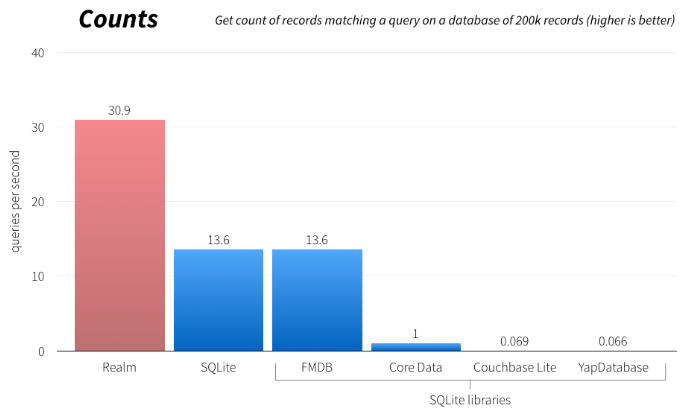 Counts
Get count of records matching a query on a database of 200k records (higher is better)
40
30
20
10
0
queries per second
30.9
13.6
13.6
1
0.069
0.066
Realm
SQLite
FMDB
Core Data
Couchbase Lite
YapDatabase
SQLite libraries